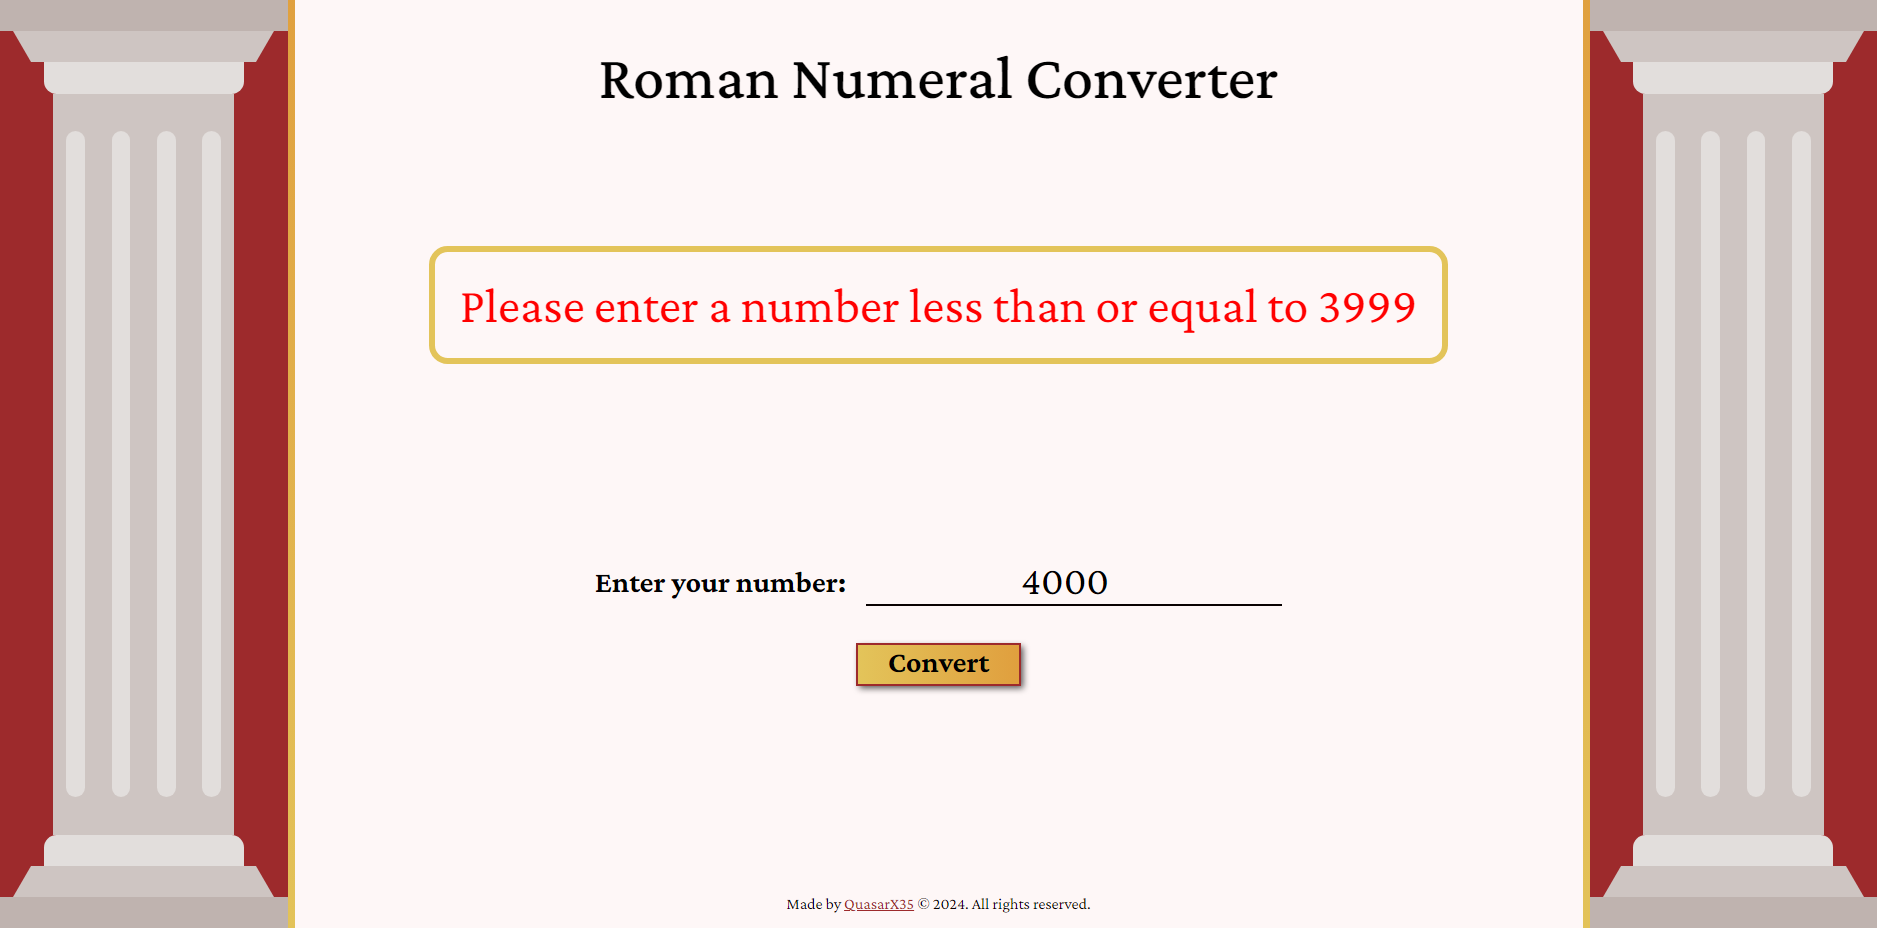 Roman Numeral Converter
Please enter a number less than or equal to 3999
Enter your number: 4000
Convert
Made by QuasarX35 © 2024. All rights reserved.